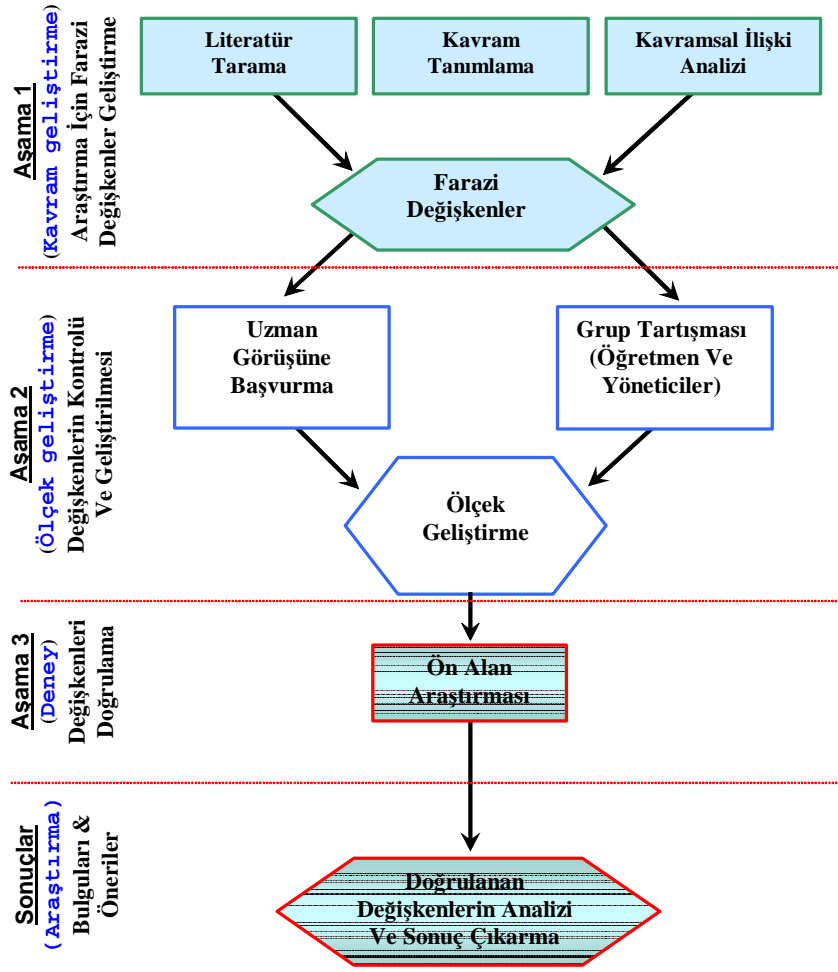 Aşama 1
(Kavram geliştirme)
Araştırma İçin Farazi
Değişkenler Geliştirme
Literatür
Tarama
Kavram
Tanımlama
Kavramsal İlişki
Analizi
Farazi
Değişkenler
Aşama 2
(Ölçek geliştirme)
Değişkenlerin Kontrolü
Ve Geliştirilmesi
Uzman
Görüşüne
Başvurma
Grup Tartışması
(Öğretmen Ve
Yöneticiler)
Ölçek
Geliştirme
Aşama 3
(Deney)
Değişkenleri
Doğrulama
Ön Alan
Araştırması
Sonuçlar
(Araştırma)
Bulguları &
Öneriler
Doğrulanan
Değişkenlerin Analizi
Ve Sonuç Çıkarma